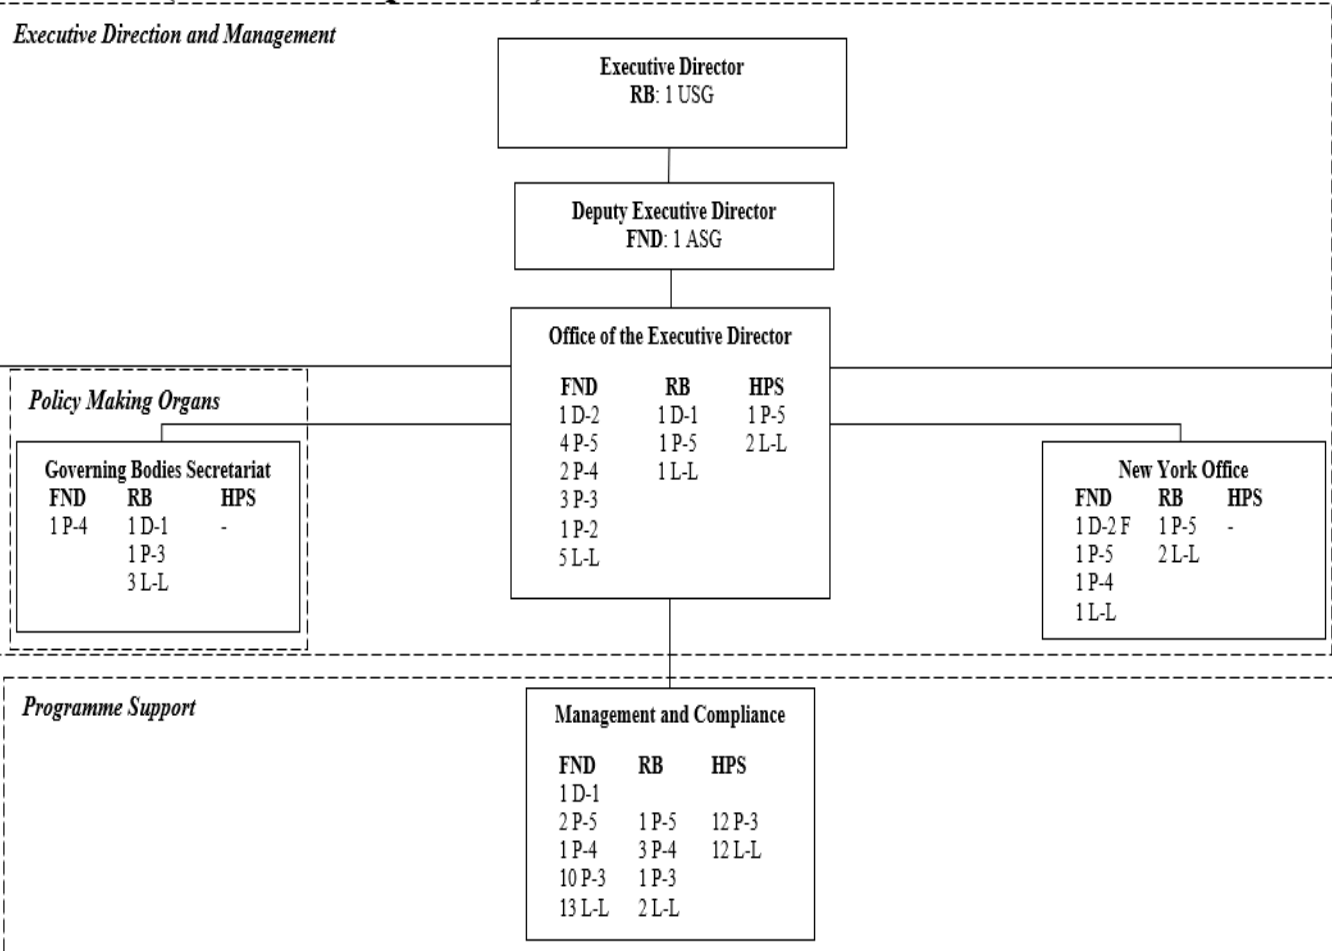 Executive Direction and Management
Executive Director
RB: 1 USG
Deputy Executive Director
FND: 1 ASG
Office of the Executive Director
FND RB HPS
1 D-2 1 D-1 1 P-5
4 P-5 1 P-5 2 L-L
2 P-4 1 L-L
3 P-3
1 P-2
5 L-L
Policy Making Organs
Governing Bodies Secretariat
FND RB HPS
1 P-4 1 D-1 -
1 P-3
3 L-L
New York Office
FND RB HPS
1 D-2 F 1 P-5 -
1 P-5 2 L-L
1 P-4
1 L-L
Programme Support
Management and Compliance
FND RB HPS
1 D-1
2 P-5 1 P-5 12 P-3
1 P-4 3 P-4 12 L-L
10 P-3 1 P-3
13 L-L 2 L-L